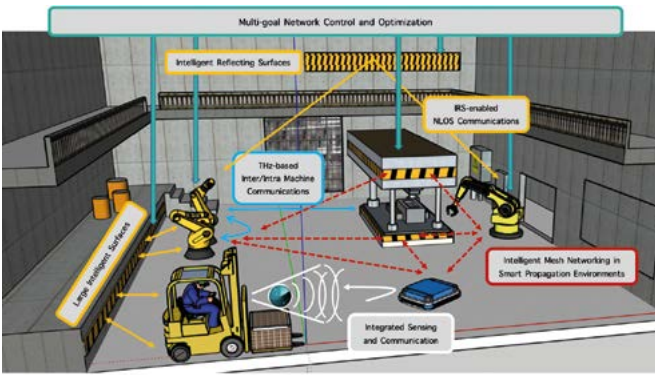 Multi-goal Network Control and Optimization
Intelligent Reflecting Surfaces
IRS-enabled
NLOS Communications
THz-based
Inter/Intra Machine
Communications
Large Intelligent Surfaces
Intelligent Mesh Networking in
Smart Propagation Environments
Integrated Sensing
and Communication